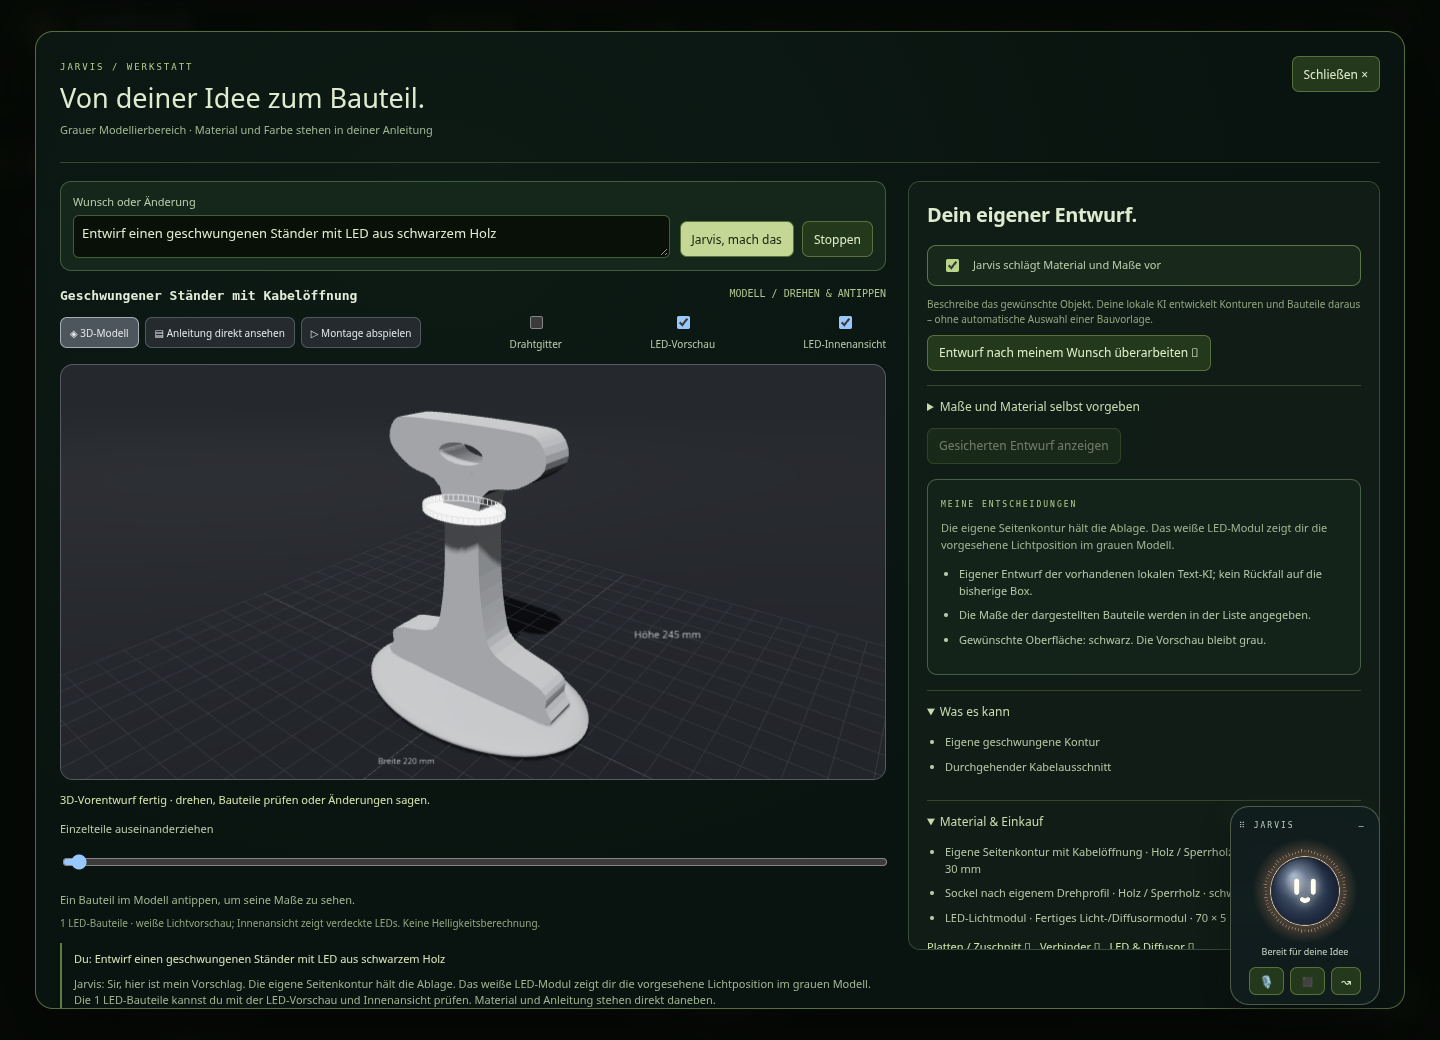 JARVIS / WERKSTATT
Von deiner Idee zum Bauteil.
Grauer Modellierbereich · Material und Farbe stehen in deiner Anleitung
Schließen ×
Wunsch oder Änderung
Entwirf einen geschwungenen Ständer mit LED aus schwarzem Holz
Jarvis, mach das
Stoppen
Geschwungener Ständer mit Kabelöffnung
MODELL / DREHEN & ANTIPPEN
◈ 3D-Modell
▤ Anleitung direkt ansehen
▷ Montage abspielen
Drahtgitter
LED-Vorschau
LED-Innenansicht
Höhe 245 mm
Breite 220 mm
3D-Vorentwurf fertig · drehen, Bauteile prüfen oder Änderungen sagen.
Einzelteile auseinanderziehen
Ein Bauteil im Modell antippen, um seine Maße zu sehen.
1 LED-Bauteile · weiße Lichtvorschau; Innenansicht zeigt verdeckte LEDs. Keine Helligkeitsberechnung.
Du: Entwirf einen geschwungenen Ständer mit LED aus schwarzem Holz
Jarvis: Sir, hier ist mein Vorschlag. Die eigene Seitenkontur hält die Ablage. Das weiße LED-Modul zeigt dir die vorgesehene Lichtposition im grauen Modell.
Die 1 LED-Bauteile kannst du mit der LED-Vorschau und Innenansicht prüfen. Material und Anleitung stehen direkt daneben.
Dein eigener Entwurf.
Jarvis schlägt Material und Maße vor
Beschreibe das gewünschte Objekt. Deine lokale KI entwickelt Konturen und Bauteile daraus
– ohne automatische Auswahl einer Bauvorlage.
Entwurf nach meinem Wunsch überarbeiten
Maße und Material selbst vorgeben
Gesicherten Entwurf anzeigen
MEINE ENTSCHEIDUNGEN
Die eigene Seitenkontur hält die Ablage. Das weiße LED-Modul zeigt dir die
vorgesehene Lichtposition im grauen Modell.
Eigener Entwurf der vorhandenen lokalen Text-KI; kein Rückfall auf die
bisherige Box.
Die Maße der dargestellten Bauteile werden in der Liste angegeben.
Gewünschte Oberfläche: schwarz. Die Vorschau bleibt grau.
Was es kann
Eigene geschwungene Kontur
Durchgehender Kabelausschnitt
Material & Einkauf
Eigene Seitenkontur mit Kabelöffnung · Holz / Sperrholz
30 mm
Sockel nach eigenem Drehprofil · Holz / Sperrholz · schw
LED-Lichtmodul · Fertiges Licht-/Diffusormodul · 70 × 5
Platten / Zuschnitt
Verbinder
LED & Diffusor
JARVIS
–
Bereit für deine Idee